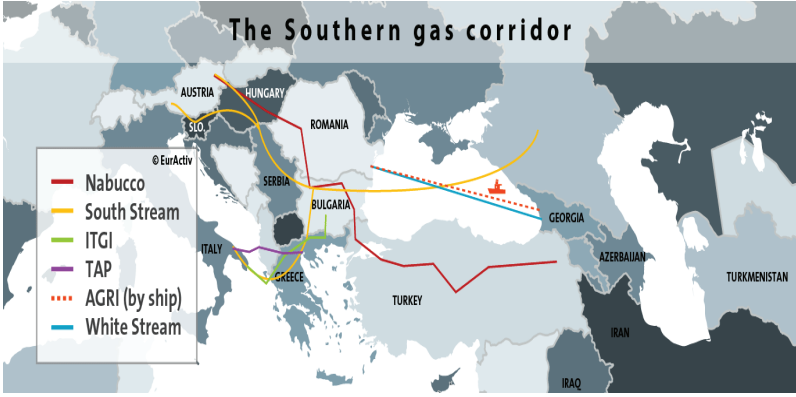 The Southern gas corridor
AUSTRIA
HUNGARY
SLO.
ROMANIA
© EurActiv
SERBIA
BULGARIA
ITALY
GREECE
GEORGIA
AZERBAIJAN
TURKMENISTAN
TURKEY
IRAN
IRAQ
Nabucco
South Stream
ITGI
TAP
AGRI (by ship)
White Stream